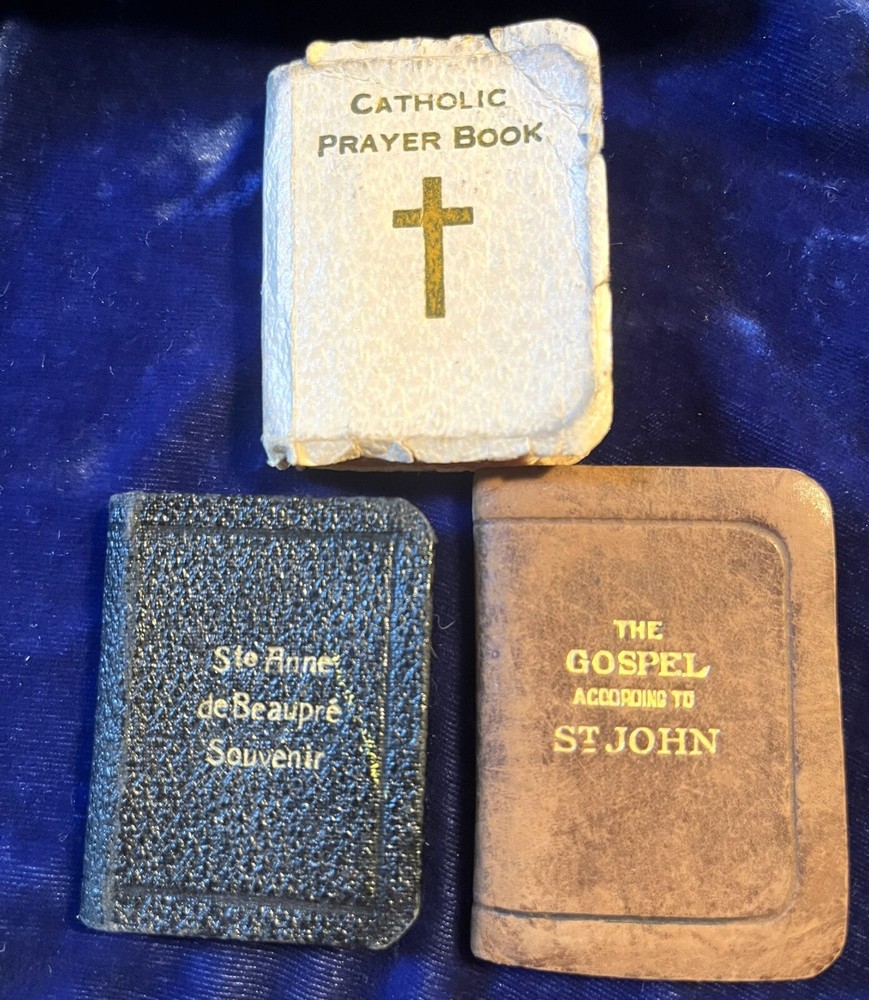 CATHOLIC
PRAYER BOOK
Ste Anne
de Beaupré
Souvenir
THE
GOSPEL
ACCORDING TO
ST JOHN